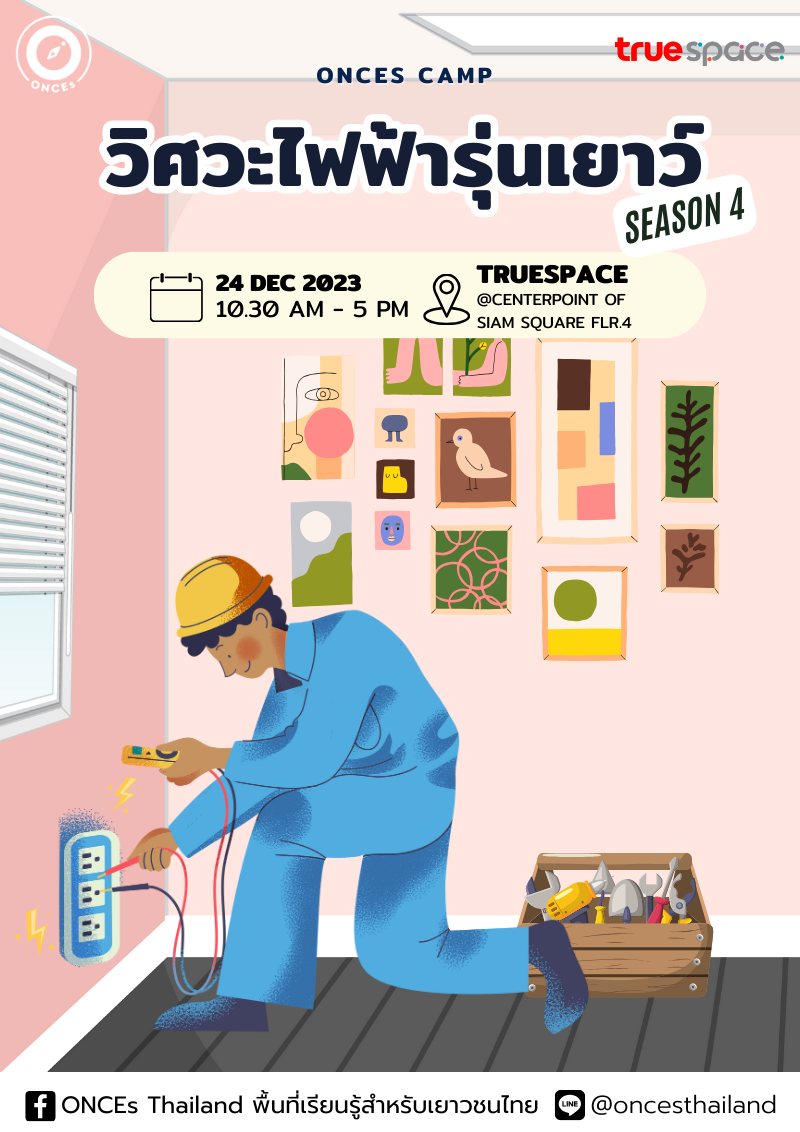 ONCEs
truespace
ONCES CAMP
วิศวะไฟฟ้ารุ่นเยาว์
SEASON 4
24 DEC 2023
10.30 AM - 5 PM
TRUESPACE
@CENTERPOINT OF
SIAM SQUARE FLR.4
ONCEs Thailand พื้นที่เรียนรู้สำหรับเยาวชนไทย
LINE
@oncesthailand